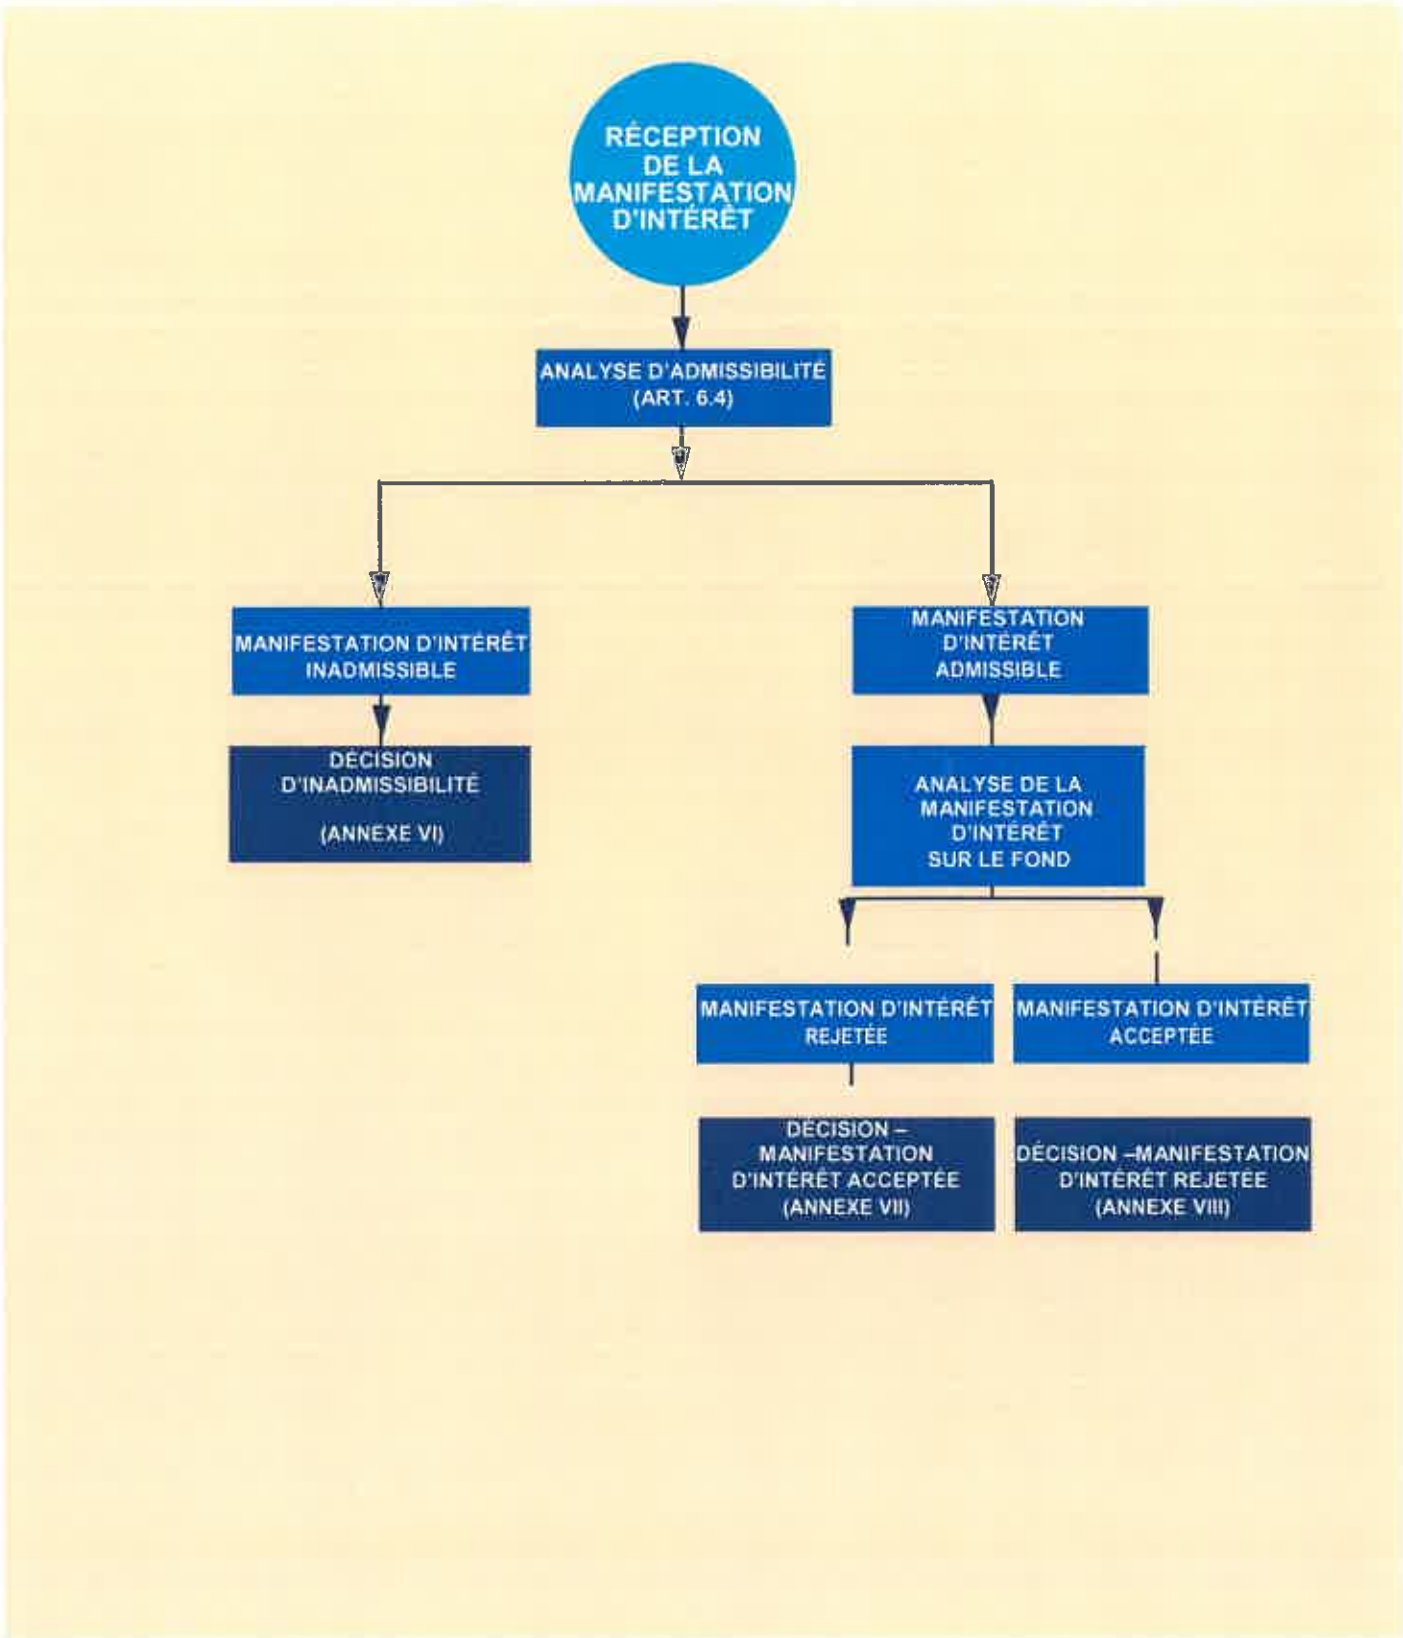 RÉCEPTION
DE LA
MANIFESTATION
D'INTÉRÊT
ANALYSE D'ADMISSIBILITÉ
(ART. 6.4)
MANIFESTATION D'INTÉRÊT
INADMISSIBLE
MANIFESTATION
D'INTÉRÊT
ADMISSIBLE
DÉCISION
D'INADMISSIBILITÉ
(ANNEXE VI)
ANALYSE DE LA
MANIFESTATION
D'INTÉRÊT
SUR LE FOND
MANIFESTATION D'INTÉRÊT
REJETÉE
MANIFESTATION D'INTÉRÊT
ACCEPTÉE
DÉCISION –
MANIFESTATION
D'INTÉRÊT ACCEPTÉE
(ANNEXE VII)
DÉCISION –MANIFESTATION
D'INTÉRÊT REJETÉE
(ANNEXE VIII)